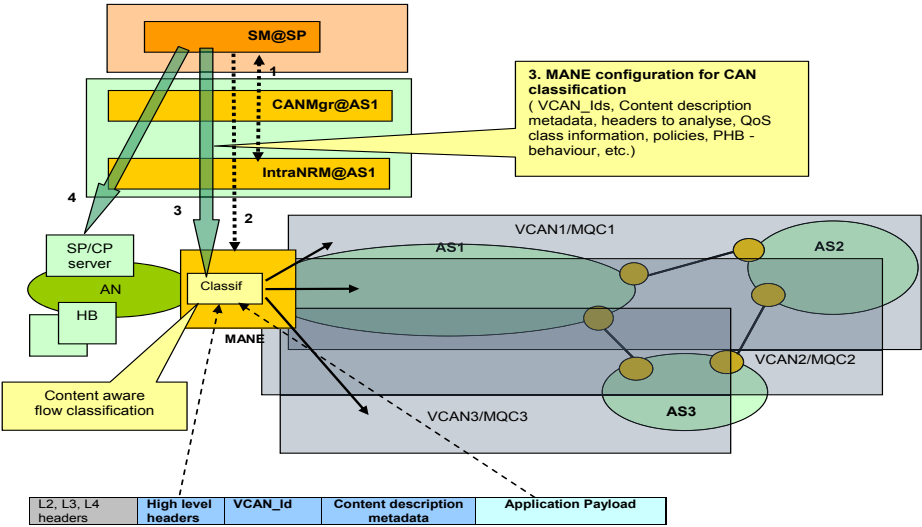 SM@SP
1
CANMgr@AS1
IntraNRM@AS1
3. MANE configuration for CAN
classification
( VCAN_Ids, Content description
metadata, headers to analyse, QoS
class information, policies, PHB -
behaviour, etc.)
4
3
2
SP/CP
server
AN
HB
Classif
MANE
VCAN1/MQC1
AS1
AS2
VCAN2/MQC2
AS3
VCAN3/MQC3
Content aware
flow classification
L2, L3, L4
headers
High level
headers
VCAN_Id
Content description
metadata
Application Payload